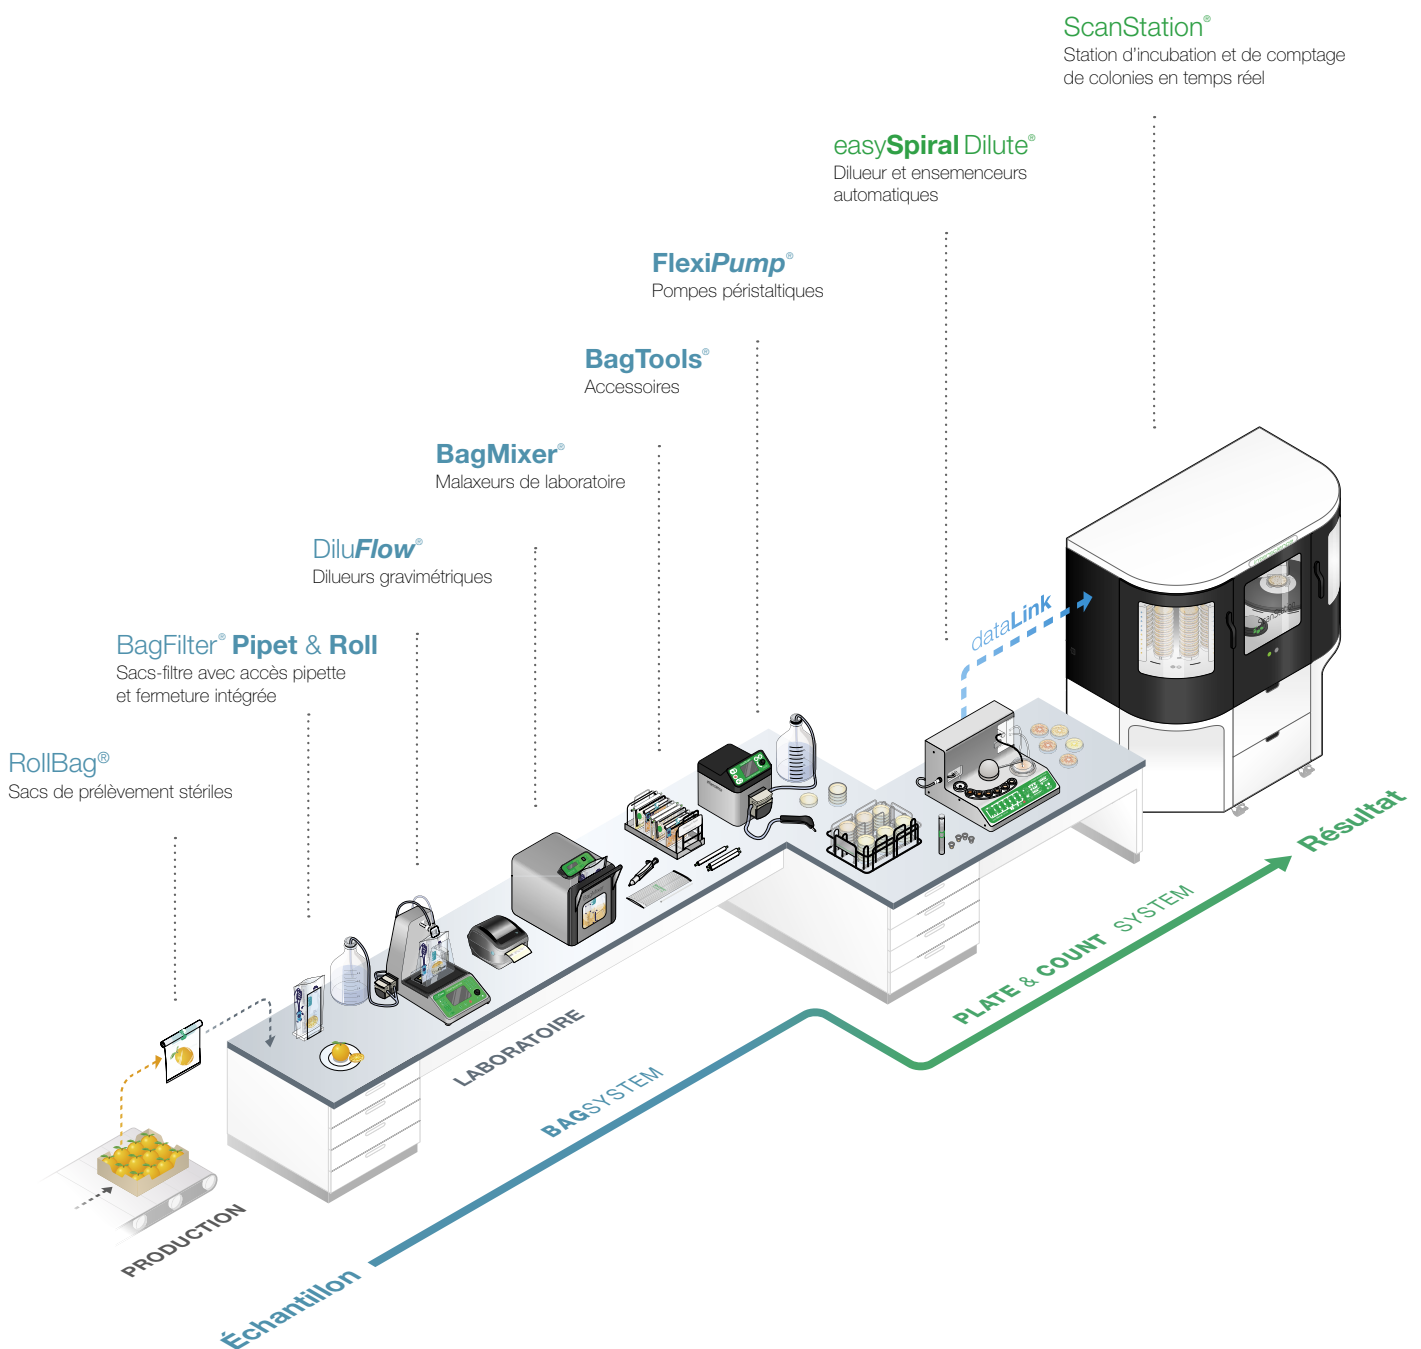 ScanStation®
Station d’incubation et de comptage
de colonies en temps réel
easySpiral Dilute®
Dilueur et ensemenceurs
automatiques
FlexiPump®
Pompes péristaltiques
BagTools®
Accessoires
BagMixer®
Malaxeurs de laboratoire
DiluFlow®
Dilueurs gravimétriques
BagFilter® Pipet & Roll
Sacs-filtre avec accès pipette
et fermeture intégrée
RollBag®
Sacs de prélèvement stériles
dataLink
Résultat
PLATE & COUNT SYSTEM
LABORATOIRE
BAGSYSTEM
PRODUCTION
Échantillon